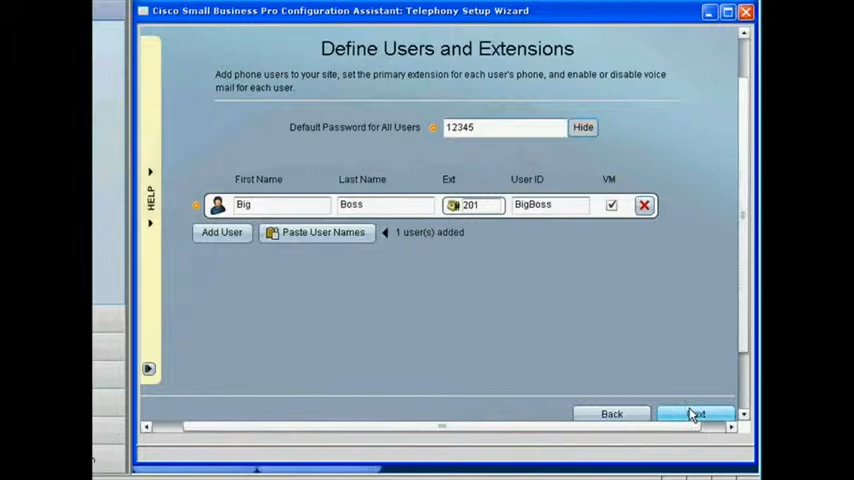 Cisco Small Business Pro Configuration Assistant: Telephony Setup Wizard
Define Users and Extensions
Add phone users to your site, set the primary extension for each user's phone, and enable or disable voice
mail for each user.
Default Password for All Users 12345 Hide
First Name Last Name Ext User ID VM
Big Boss 201 BigBoss
Add User Paste User Names 1 user(s) added
HELP
Back